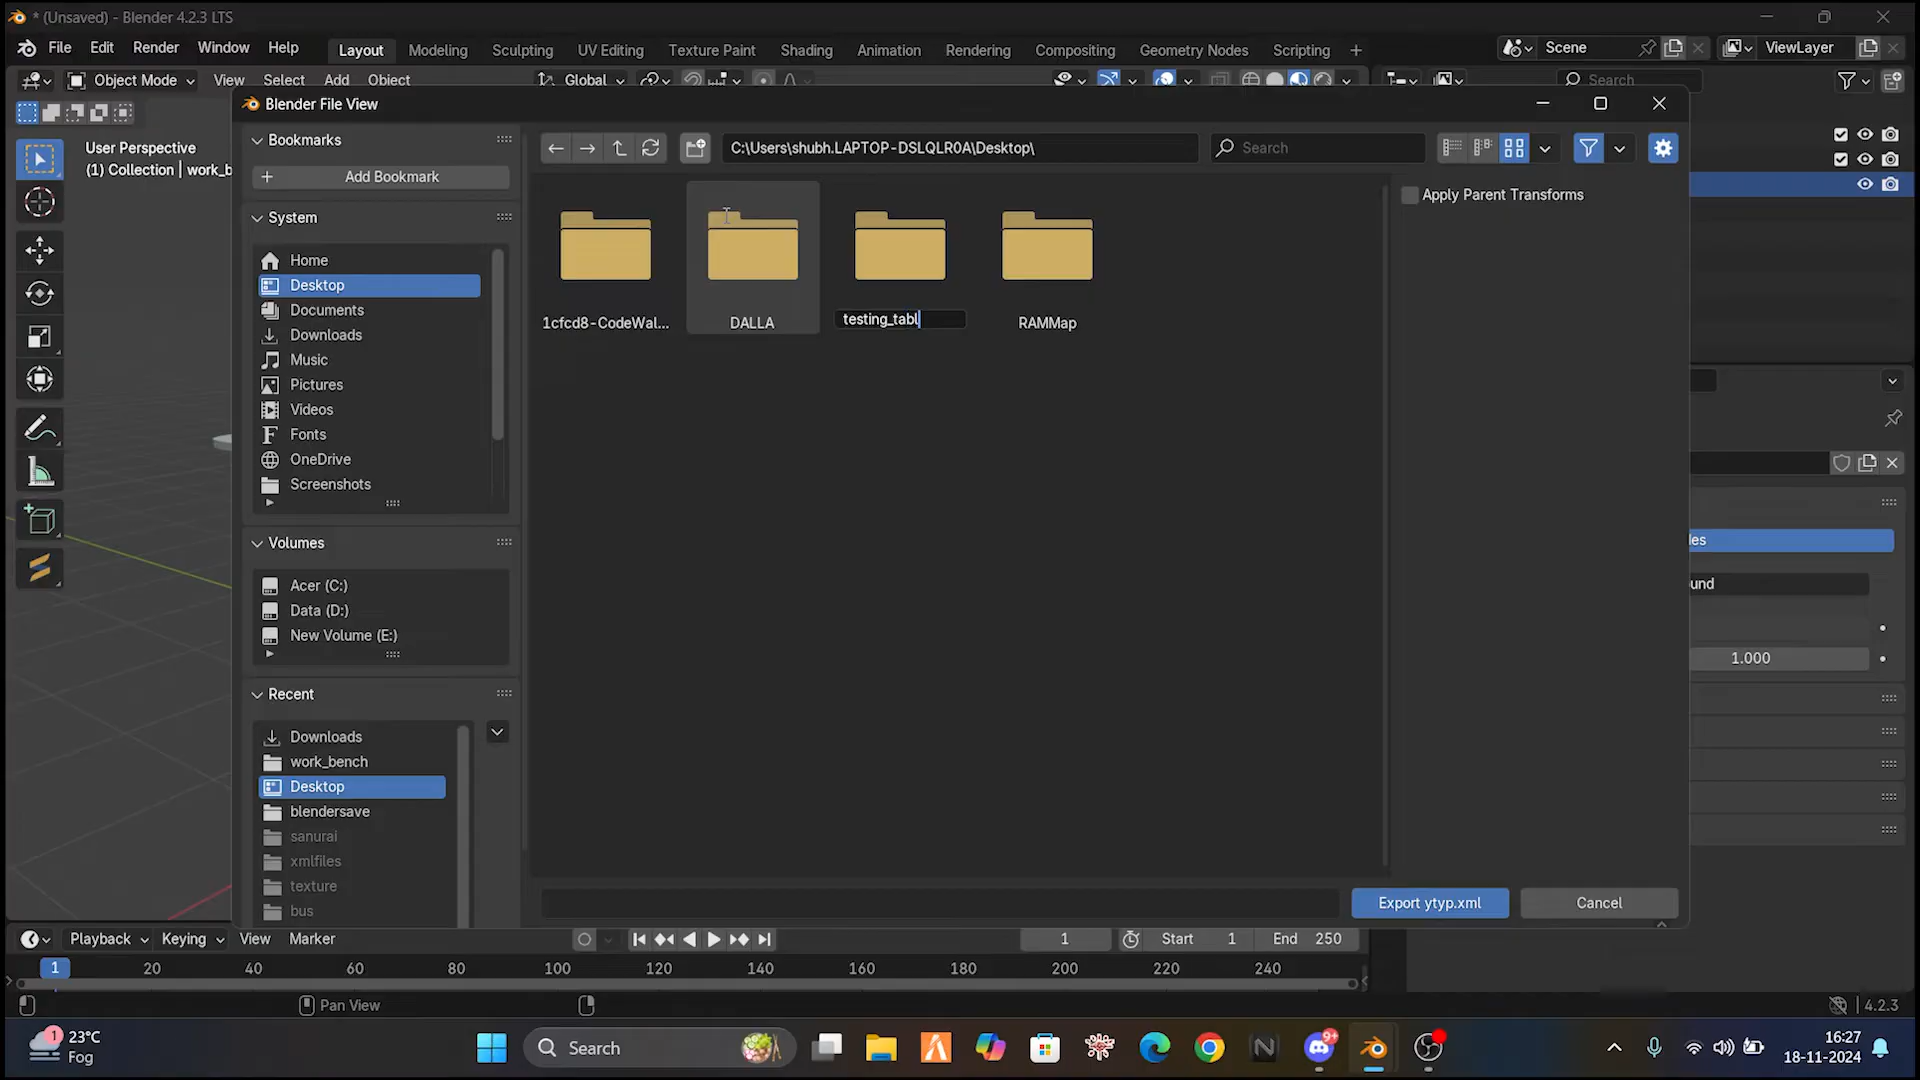 * (Unsaved) - Blender 4.2.3 LTS
File Edit Render Window Help Layout Modeling Sculpting UV Editing Texture Paint Shading Animation Rendering Compositing Geometry Nodes Scripting + Scene ViewLayer
Object Mode View Select Add Object Global Search
Blender File View
User Perspective
(1) Collection | work_b
Bookmarks
C:\Users\shubh.LAPTOP-DSLQLR0A\Desktop\
Search
+ Add Bookmark
Apply Parent Transforms
System
Home
Desktop
Documents
Downloads
Music
Pictures
Videos
Fonts
OneDrive
Screenshots
1cfcd8-CodeWal...
DALLA
testing_tabl
RAMMap
Volumes
Acer (C:)
Data (D:)
New Volume (E:)
Recent
Downloads
work_bench
Desktop
blendersave
sanurai
xmlfiles
texture
bus
des
und
1.000
Export ytyp.xml
Cancel
Playback Keying View Marker 1 Start 1 End 250
1 20 40 60 80 100 120 140 160 180 200 220 240
Pan View
4.2.3
1
23°C
Fog
Search
9+
16:27
18-11-2024